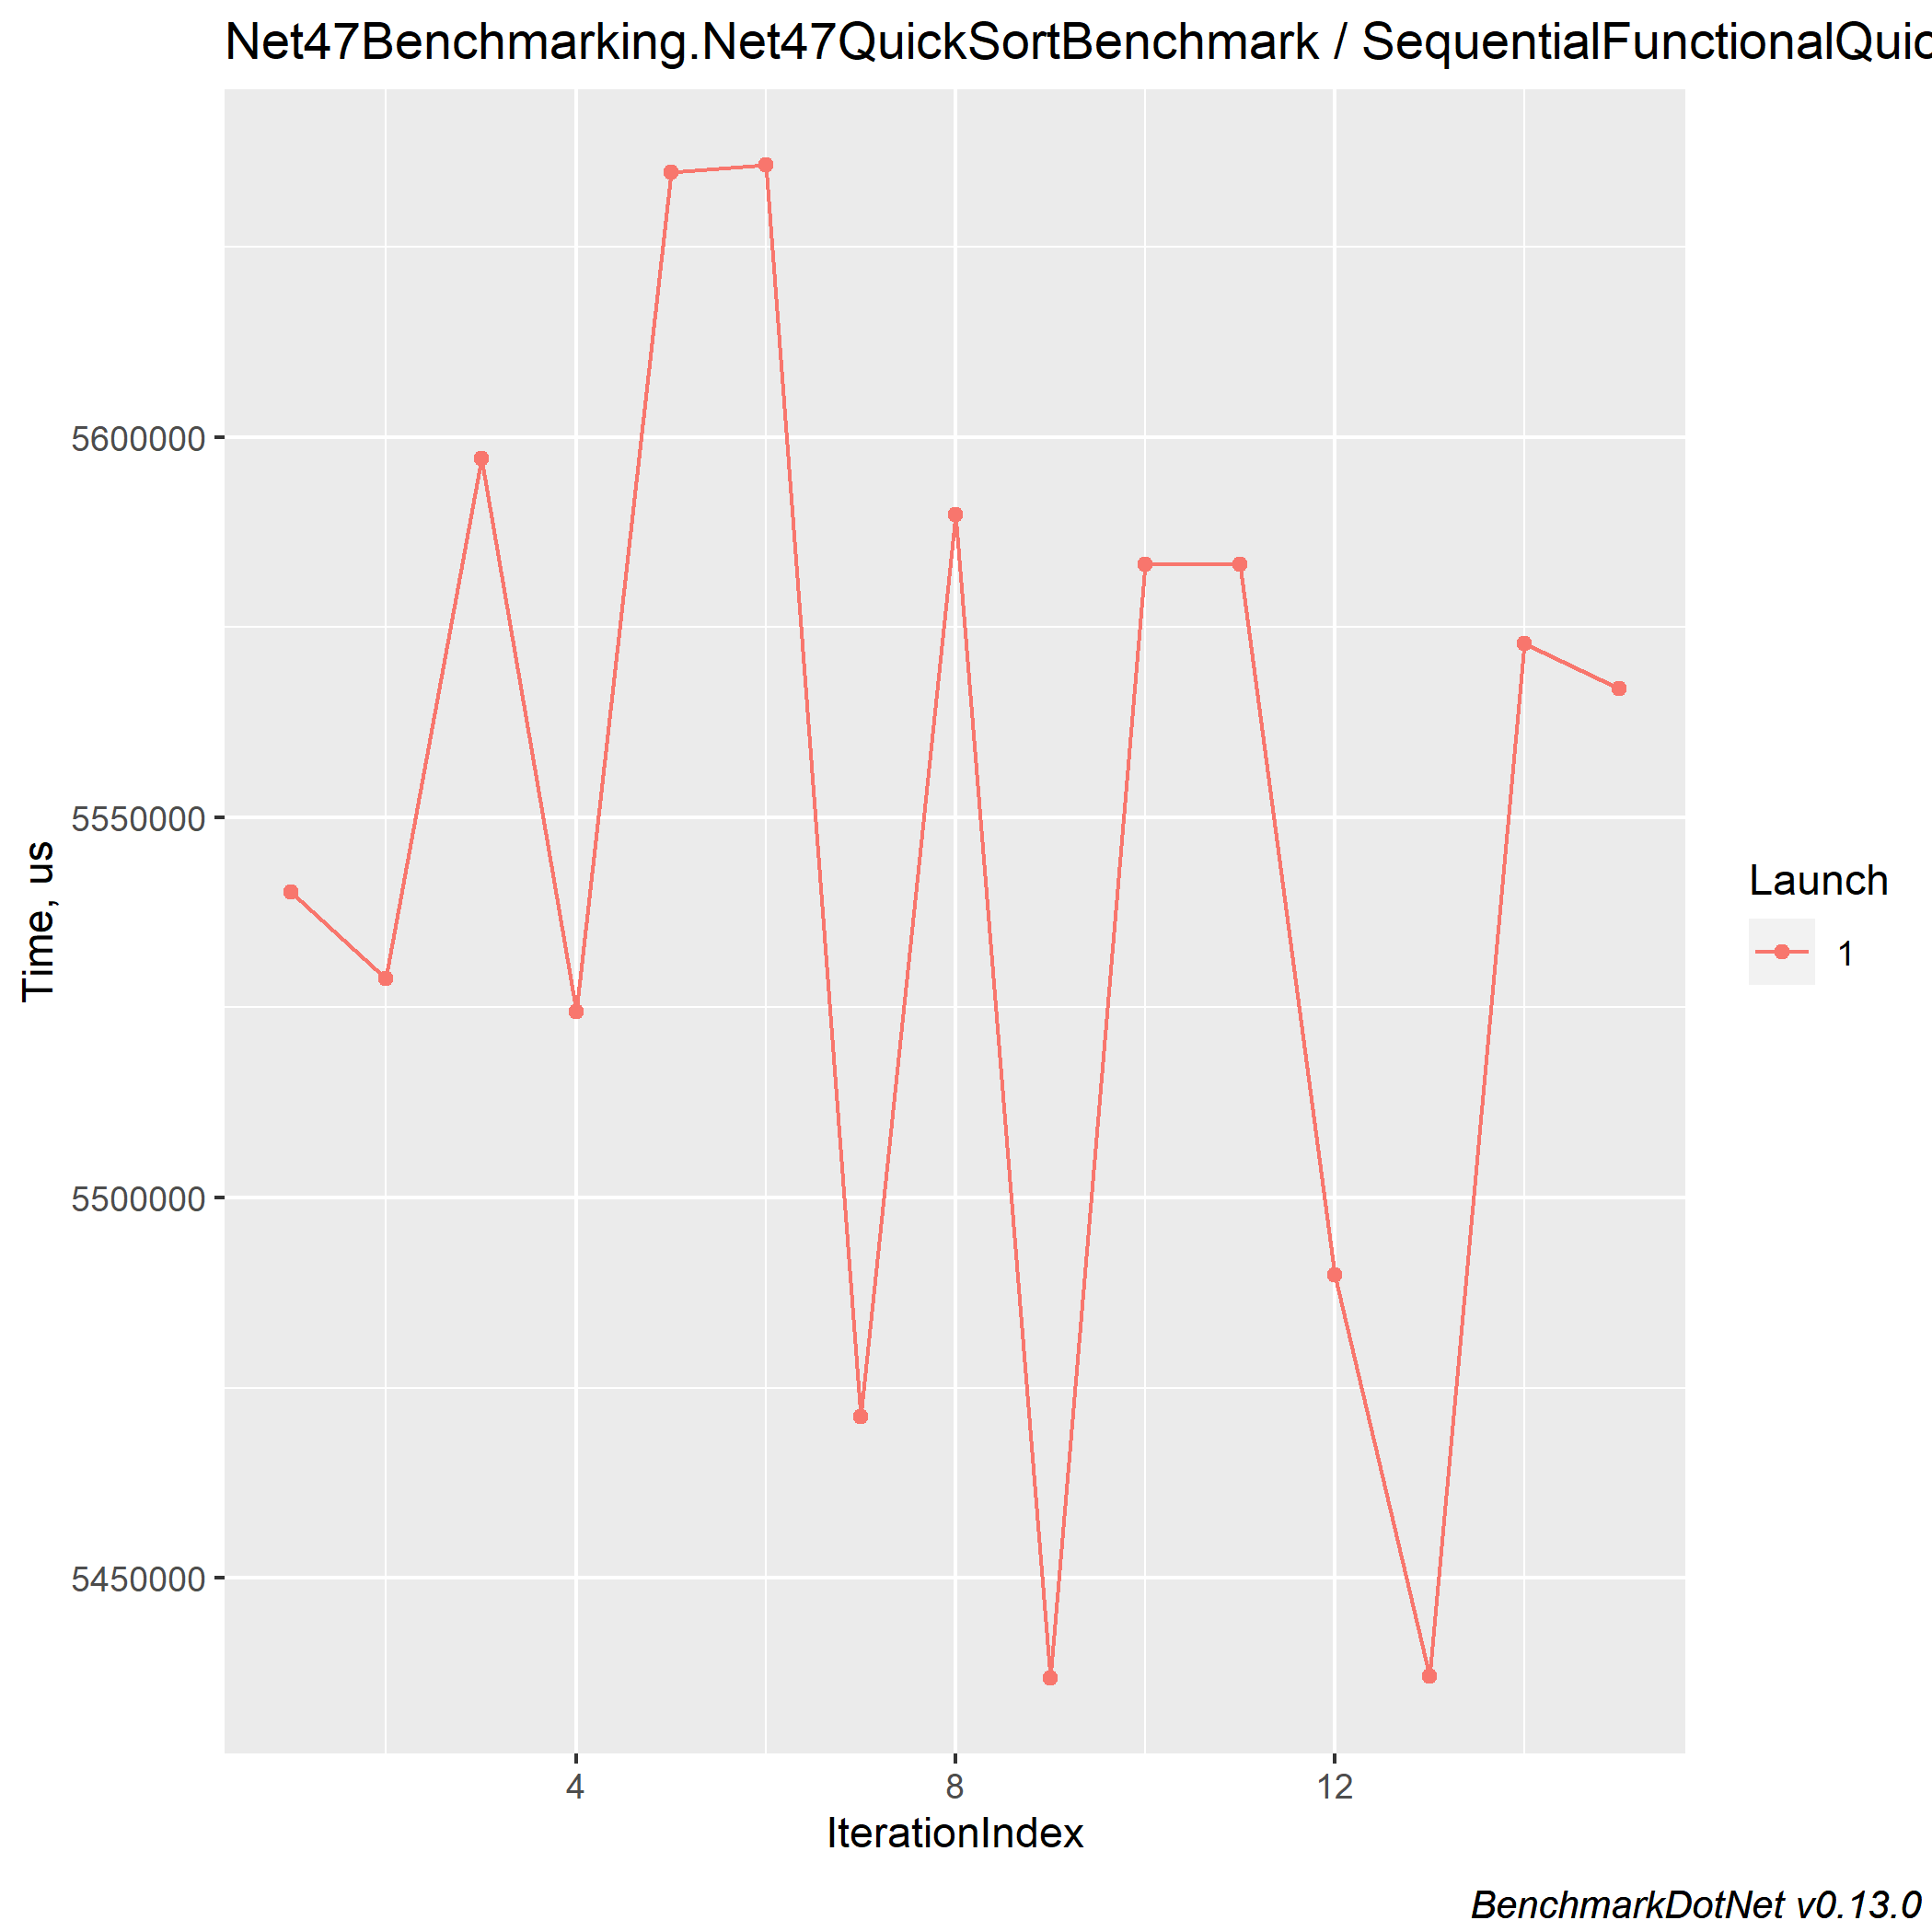 Net47Benchmarking.Net47QuickSortBenchmark / SequentialFunctionalQuic
5600000
5550000
5500000
5450000
Time, us
4 8 12
IterationIndex
Launch
1
BenchmarkDotNet v0.13.0